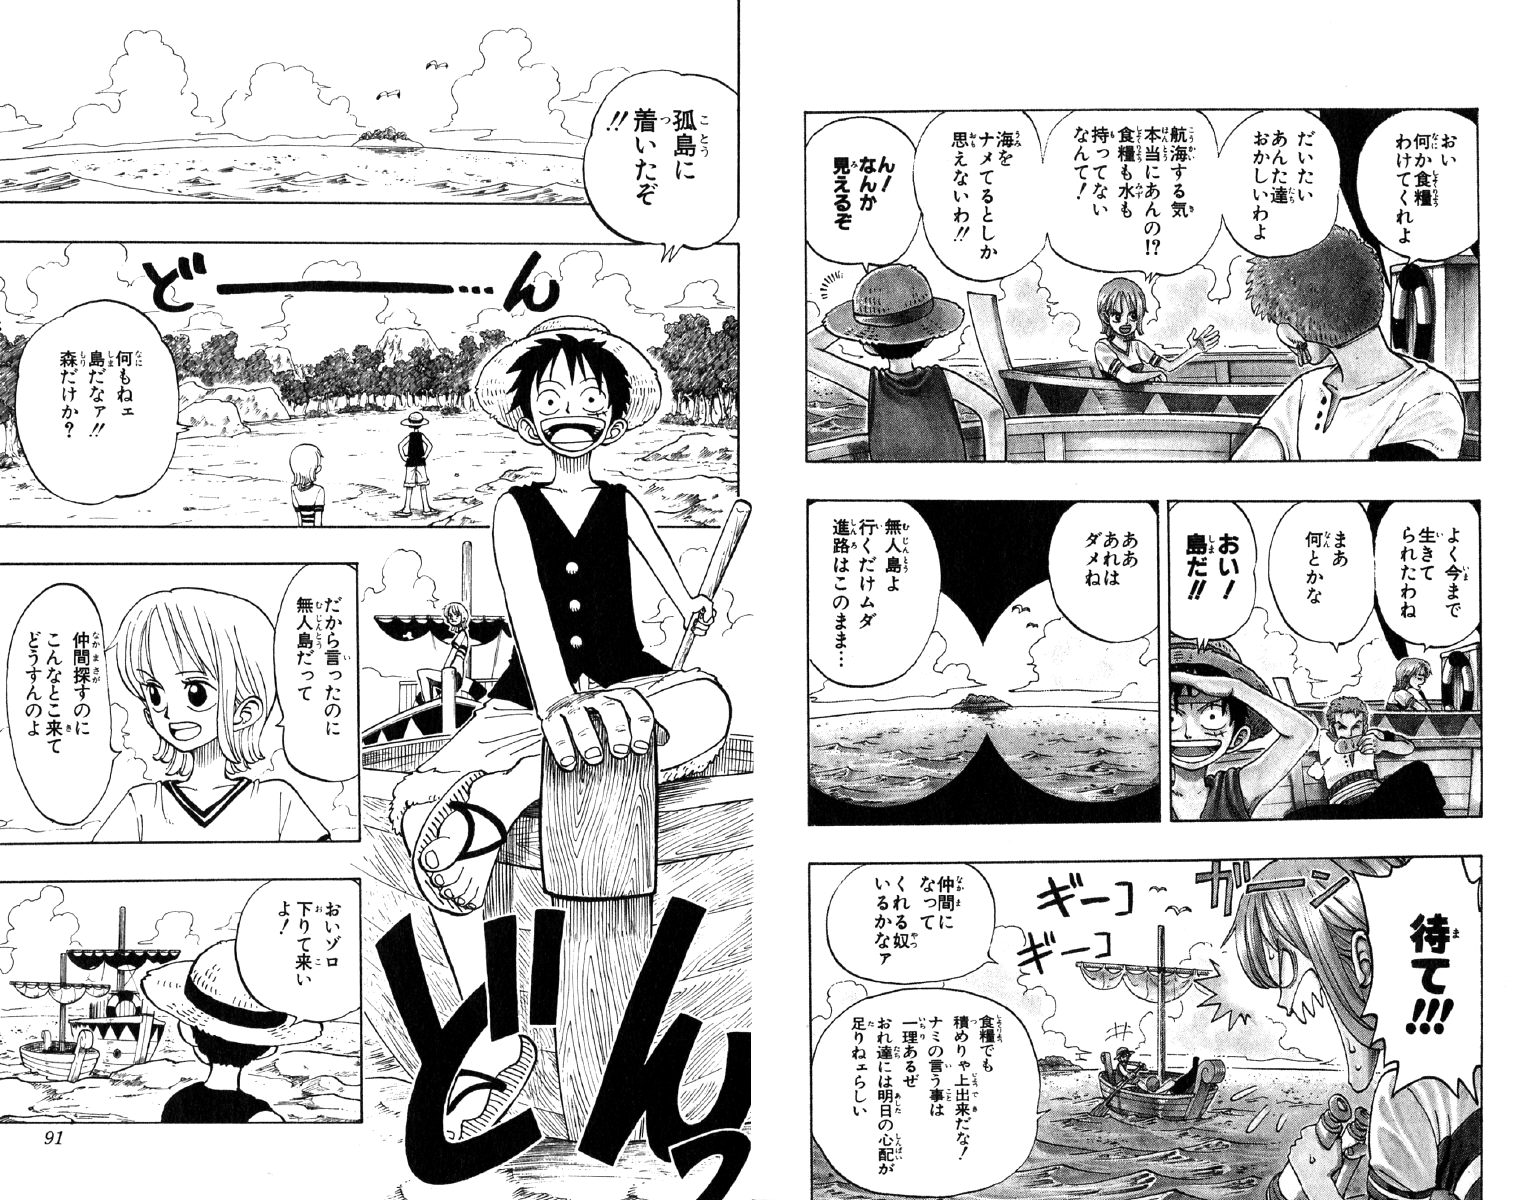 おい
何か食糧
わけてくれよ
だいたい
あんた達
おかしいわよ
航海する気
本当にあんの!?
食糧も水も
持ってない
なんて!
海を
ナメてるとしか
思えないわ!!
ん!
なんか
見えるぞ
よく今まで
生きて
られたわね
まあ
何とかな
おい!
島だ!!
ああ
あれは
ダメね
無人島よ
行くだけムダ
進路はこのまま…
待て!!!
ガーン
ギーコ
ギーコ
仲間に
なって
くれる奴
いるかなァ
食糧でも
積めりゃ上出来だな!
ナミの言う事は
一理あるぜ
おれ達には明日の心配が
足りねェらしい
孤島に
着いたぞ
!!
ど――…ん
何もねェ
島だなァ!!
森だけか?
どんっ
だから言ったのに
無人島だって
仲間探すのに
こんなとこ来て
どうすんのよ
おいゾロ
下りて来い
よ!
91